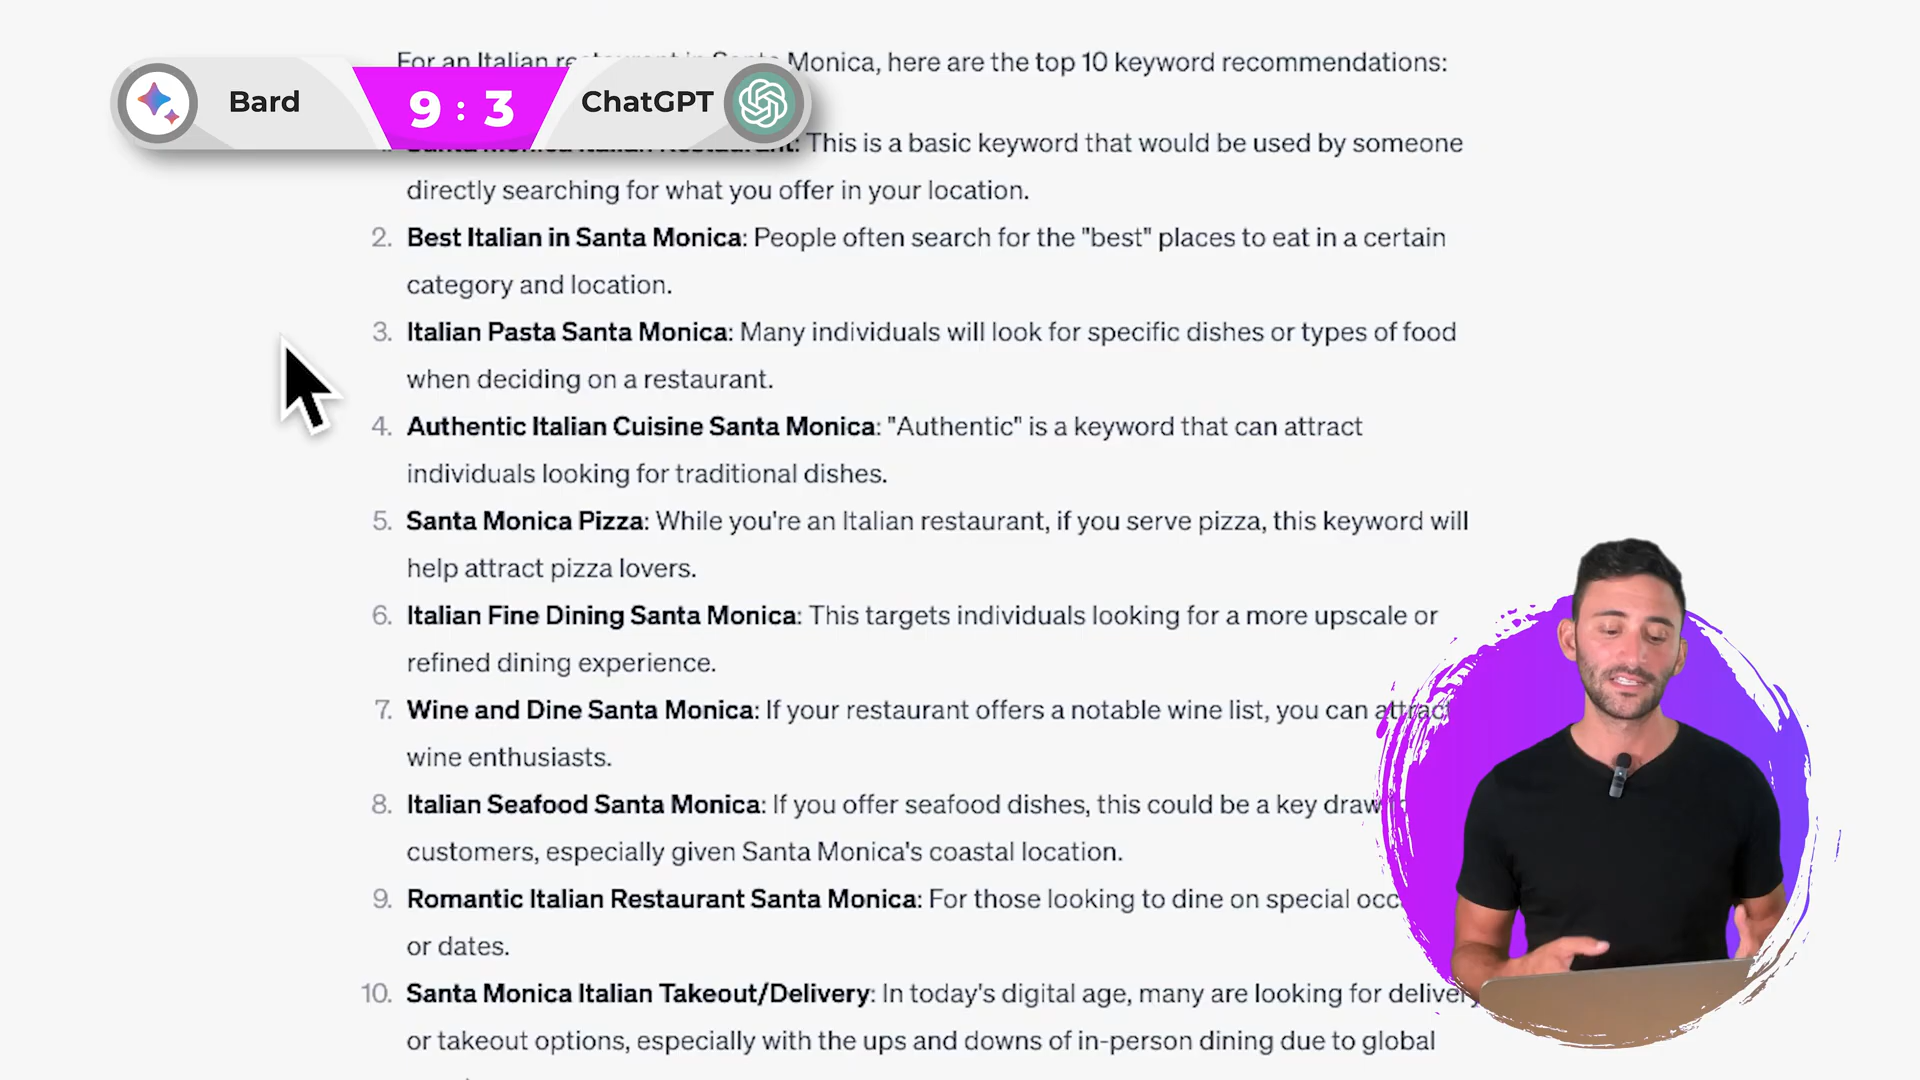 For an Italian Monica, here are the top 10 keyword recommendations:
Bard 9 : 3 ChatGPT
This is a basic keyword that would be used by someone
directly searching for what you offer in your location.
2. Best Italian in Santa Monica: People often search for the "best" places to eat in a certain
category and location.
3. Italian Pasta Santa Monica: Many individuals will look for specific dishes or types of food
when deciding on a restaurant.
4. Authentic Italian Cuisine Santa Monica: "Authentic" is a keyword that can attract
individuals looking for traditional dishes.
5. Santa Monica Pizza: While you're an Italian restaurant, if you serve pizza, this keyword will
help attract pizza lovers.
6. Italian Fine Dining Santa Monica: This targets individuals looking for a more upscale or
refined dining experience.
7. Wine and Dine Santa Monica: If your restaurant offers a notable wine list, you can attract
wine enthusiasts.
8. Italian Seafood Santa Monica: If you offer seafood dishes, this could be a key draw
customers, especially given Santa Monica's coastal location.
9. Romantic Italian Restaurant Santa Monica: For those looking to dine on special
or dates.
10. Santa Monica Italian Takeout/Delivery: In today's digital age, many are looking for delivery
or takeout options, especially with the ups and downs of in-person dining due to global